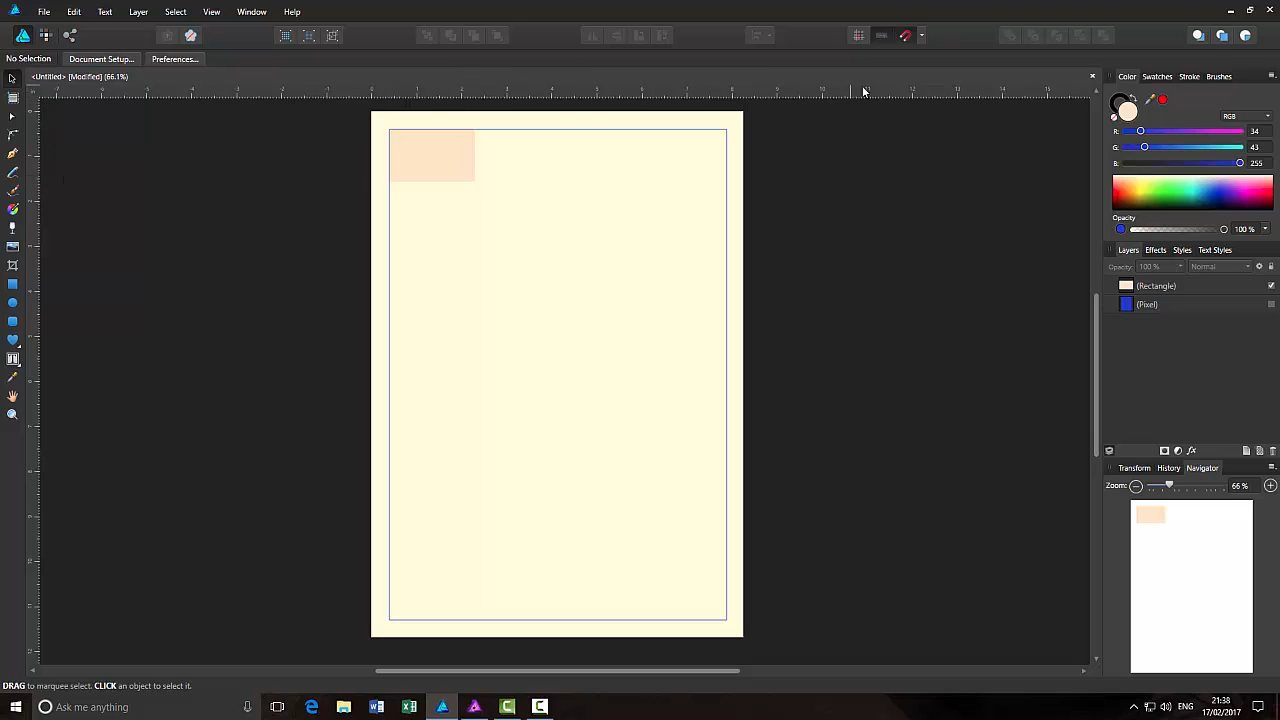 File Edit Text Layer Select View Window Help
No Selection Document Setup... Preferences...
<Untitled> [Modified] (66.1%)
Color Swatches Stroke Brushes
RGB
R: 34
G: 43
B: 255
Opacity
100 %
Layers Effects Styles Text Styles
Opacity: 100 % Normal
(Rectangle)
(Pixel)
Transform History Navigator
Zoom: 66 %
DRAG to marquee select. CLICK an object to select it.
Ask me anything
ENG
21:38
17/02/2017